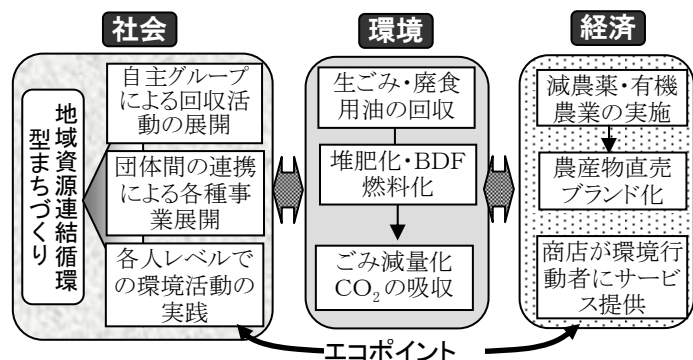 社会
地域資源連結循環
型まちづくり
自主グループ
による回収活
動の展開
団体間の連携
による各種事
業展開
各人レベルで
の環境活動の
実践
環境
生ごみ・廃食
用油の回収
堆肥化・BDF
燃料化
ごみ減量化
CO₂の吸収
経済
減農薬・有機
農業の実施
農産物直売
ブランド化
商店が環境行
動者にサービ
ス提供
エコポイント